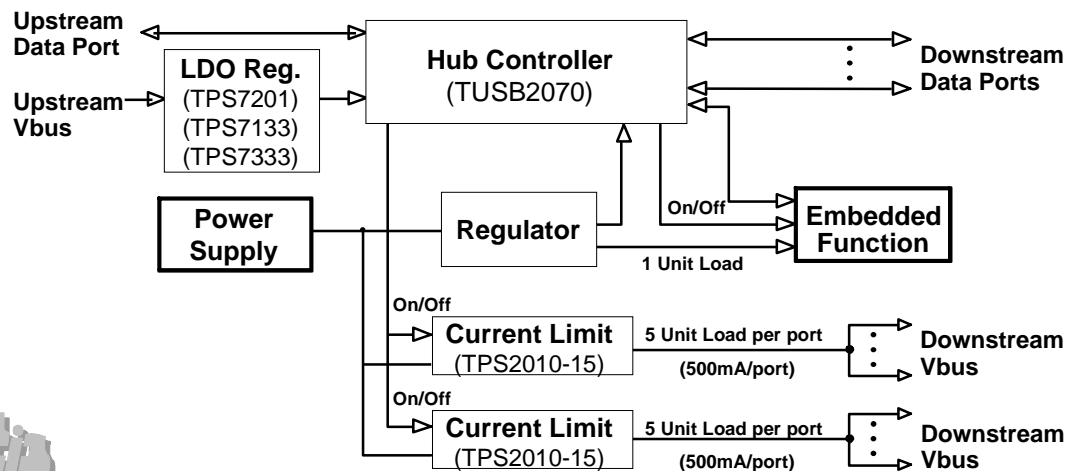 Upstream
Data Port
Hub Controller
(TUSB2070)
Downstream
Data Ports
LDO Reg.
(TPS7201)
(TPS7133)
(TPS7333)
Upstream
Vbus
Power
Supply
Regulator
On/Off
1 Unit Load
Embedded
Function
On/Off
Current Limit
(TPS2010-15)
5 Unit Load per port
(500mA/port)
Downstream
Vbus
On/Off
Current Limit
(TPS2010-15)
5 Unit Load per port
(500mA/port)
Downstream
Vbus